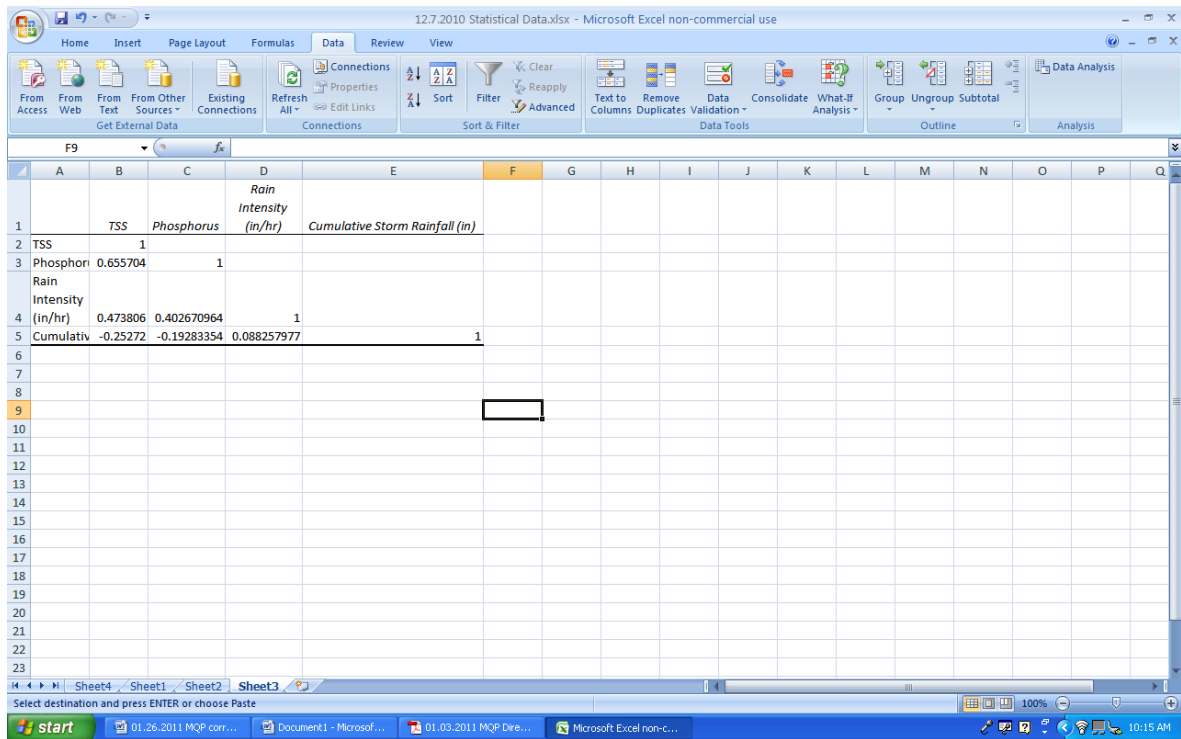 12.7.2010 Statistical Data.xlsx - Microsoft Excel non-commercial use
Home Insert Page Layout Formulas Data Review View
From Access
From Web
From Text
From Other Sources
Existing Connections
Get External Data
Refresh All
Connections
Properties
Edit Links
Connections
Sort
Filter
Clear
Reapply
Advanced
Sort & Filter
Text to Columns
Remove Duplicates
Data Validation
Consolidate
What-If Analysis
Data Tools
Group
Ungroup
Subtotal
Outline
Data Analysis
Analysis
F9 fx
A B C D E F G H I J K L M N O P Q
Rain
Intensity
1 TSS Phosphorus (in/hr) Cumulative Storm Rainfall (in)
2 TSS 1
3 Phosphoru 0.655704 1
Rain
Intensity
4 (in/hr) 0.473806 0.402670964 1
5 Cumulativ -0.25272 -0.19283354 0.088257977 1
6
7
8
9
10
11
12
13
14
15
16
17
18
19
20
21
22
23
Sheet4 Sheet1 Sheet2 Sheet3
Select destination and press ENTER or choose Paste 100%
start 01.26.2011 MQP corr... Document1 - Microsof... 01.03.2011 MQP Dire... Microsoft Excel non-c... 10:15 AM